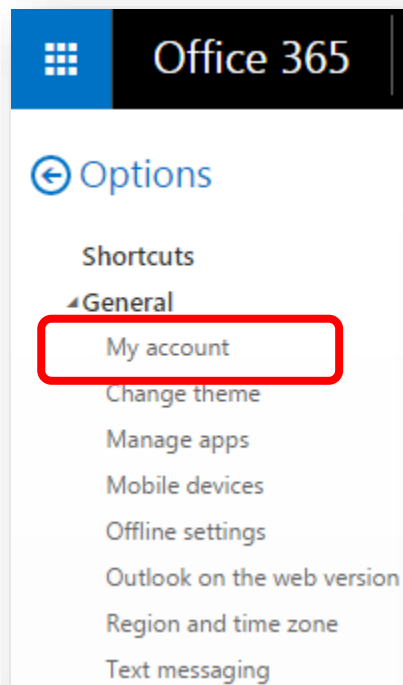 Office 365
Options
Shortcuts
General
My account
Change theme
Manage apps
Mobile devices
Offline settings
Outlook on the web version
Region and time zone
Text messaging